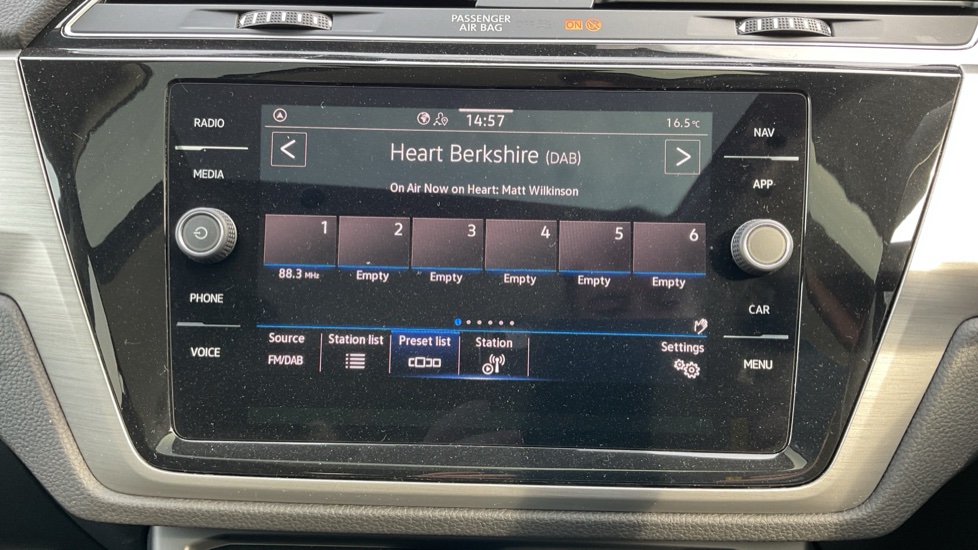 PASSENGER
AIR BAG
ON
RADIO
MEDIA
PHONE
VOICE
14:57
16.5°C
Heart Berkshire (DAB)
On Air Now on Heart: Matt Wilkinson
1 2 3 4 5 6
88.3 MHz Empty Empty Empty Empty Empty
Source Station list Preset list Station Settings
FM/DAB
NAV
APP
CAR
MENU